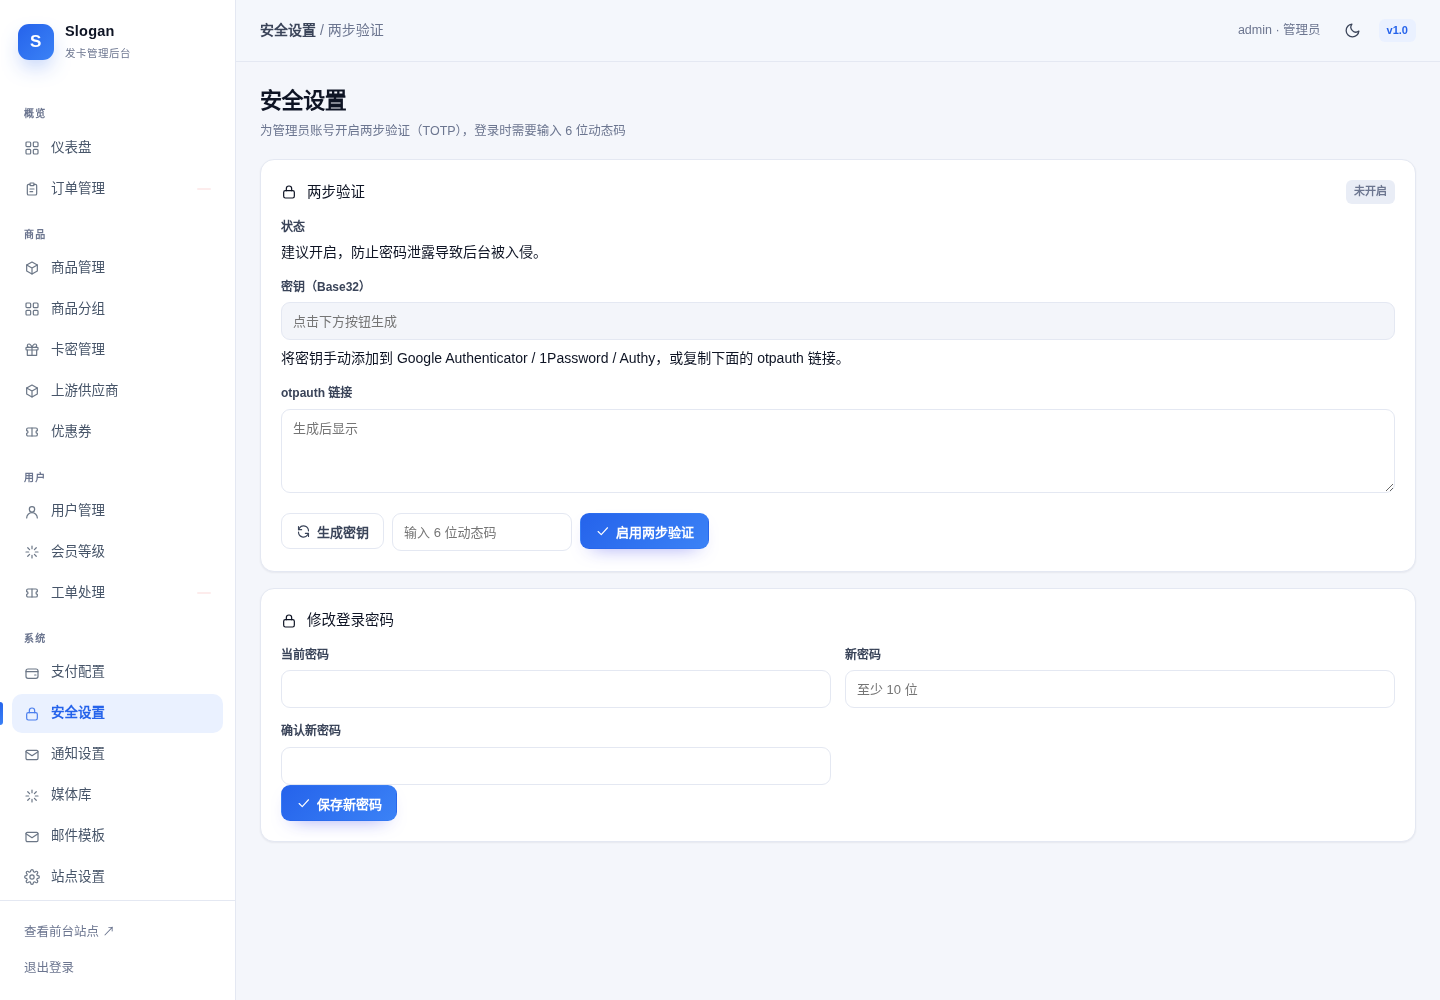 S
Slogan
发卡管理后台
概览
仪表盘
订单管理
商品
商品管理
商品分组
卡密管理
上游供应商
优惠券
用户
用户管理
会员等级
工单处理
系统
支付配置
安全设置
通知设置
媒体库
邮件模板
站点设置
查看前台站点 ↗
退出登录
安全设置 / 两步验证
admin · 管理员
v1.0
安全设置
为管理员账号开启两步验证（TOTP），登录时需要输入 6 位动态码
两步验证
未开启
状态
建议开启，防止密码泄露导致后台被入侵。
密钥（Base32）
点击下方按钮生成
将密钥手动添加到 Google Authenticator / 1Password / Authy，或复制下面的 otpauth 链接。
otpauth 链接
生成后显示
生成密钥
输入 6 位动态码
启用两步验证
修改登录密码
当前密码
新密码
至少 10 位
确认新密码
保存新密码